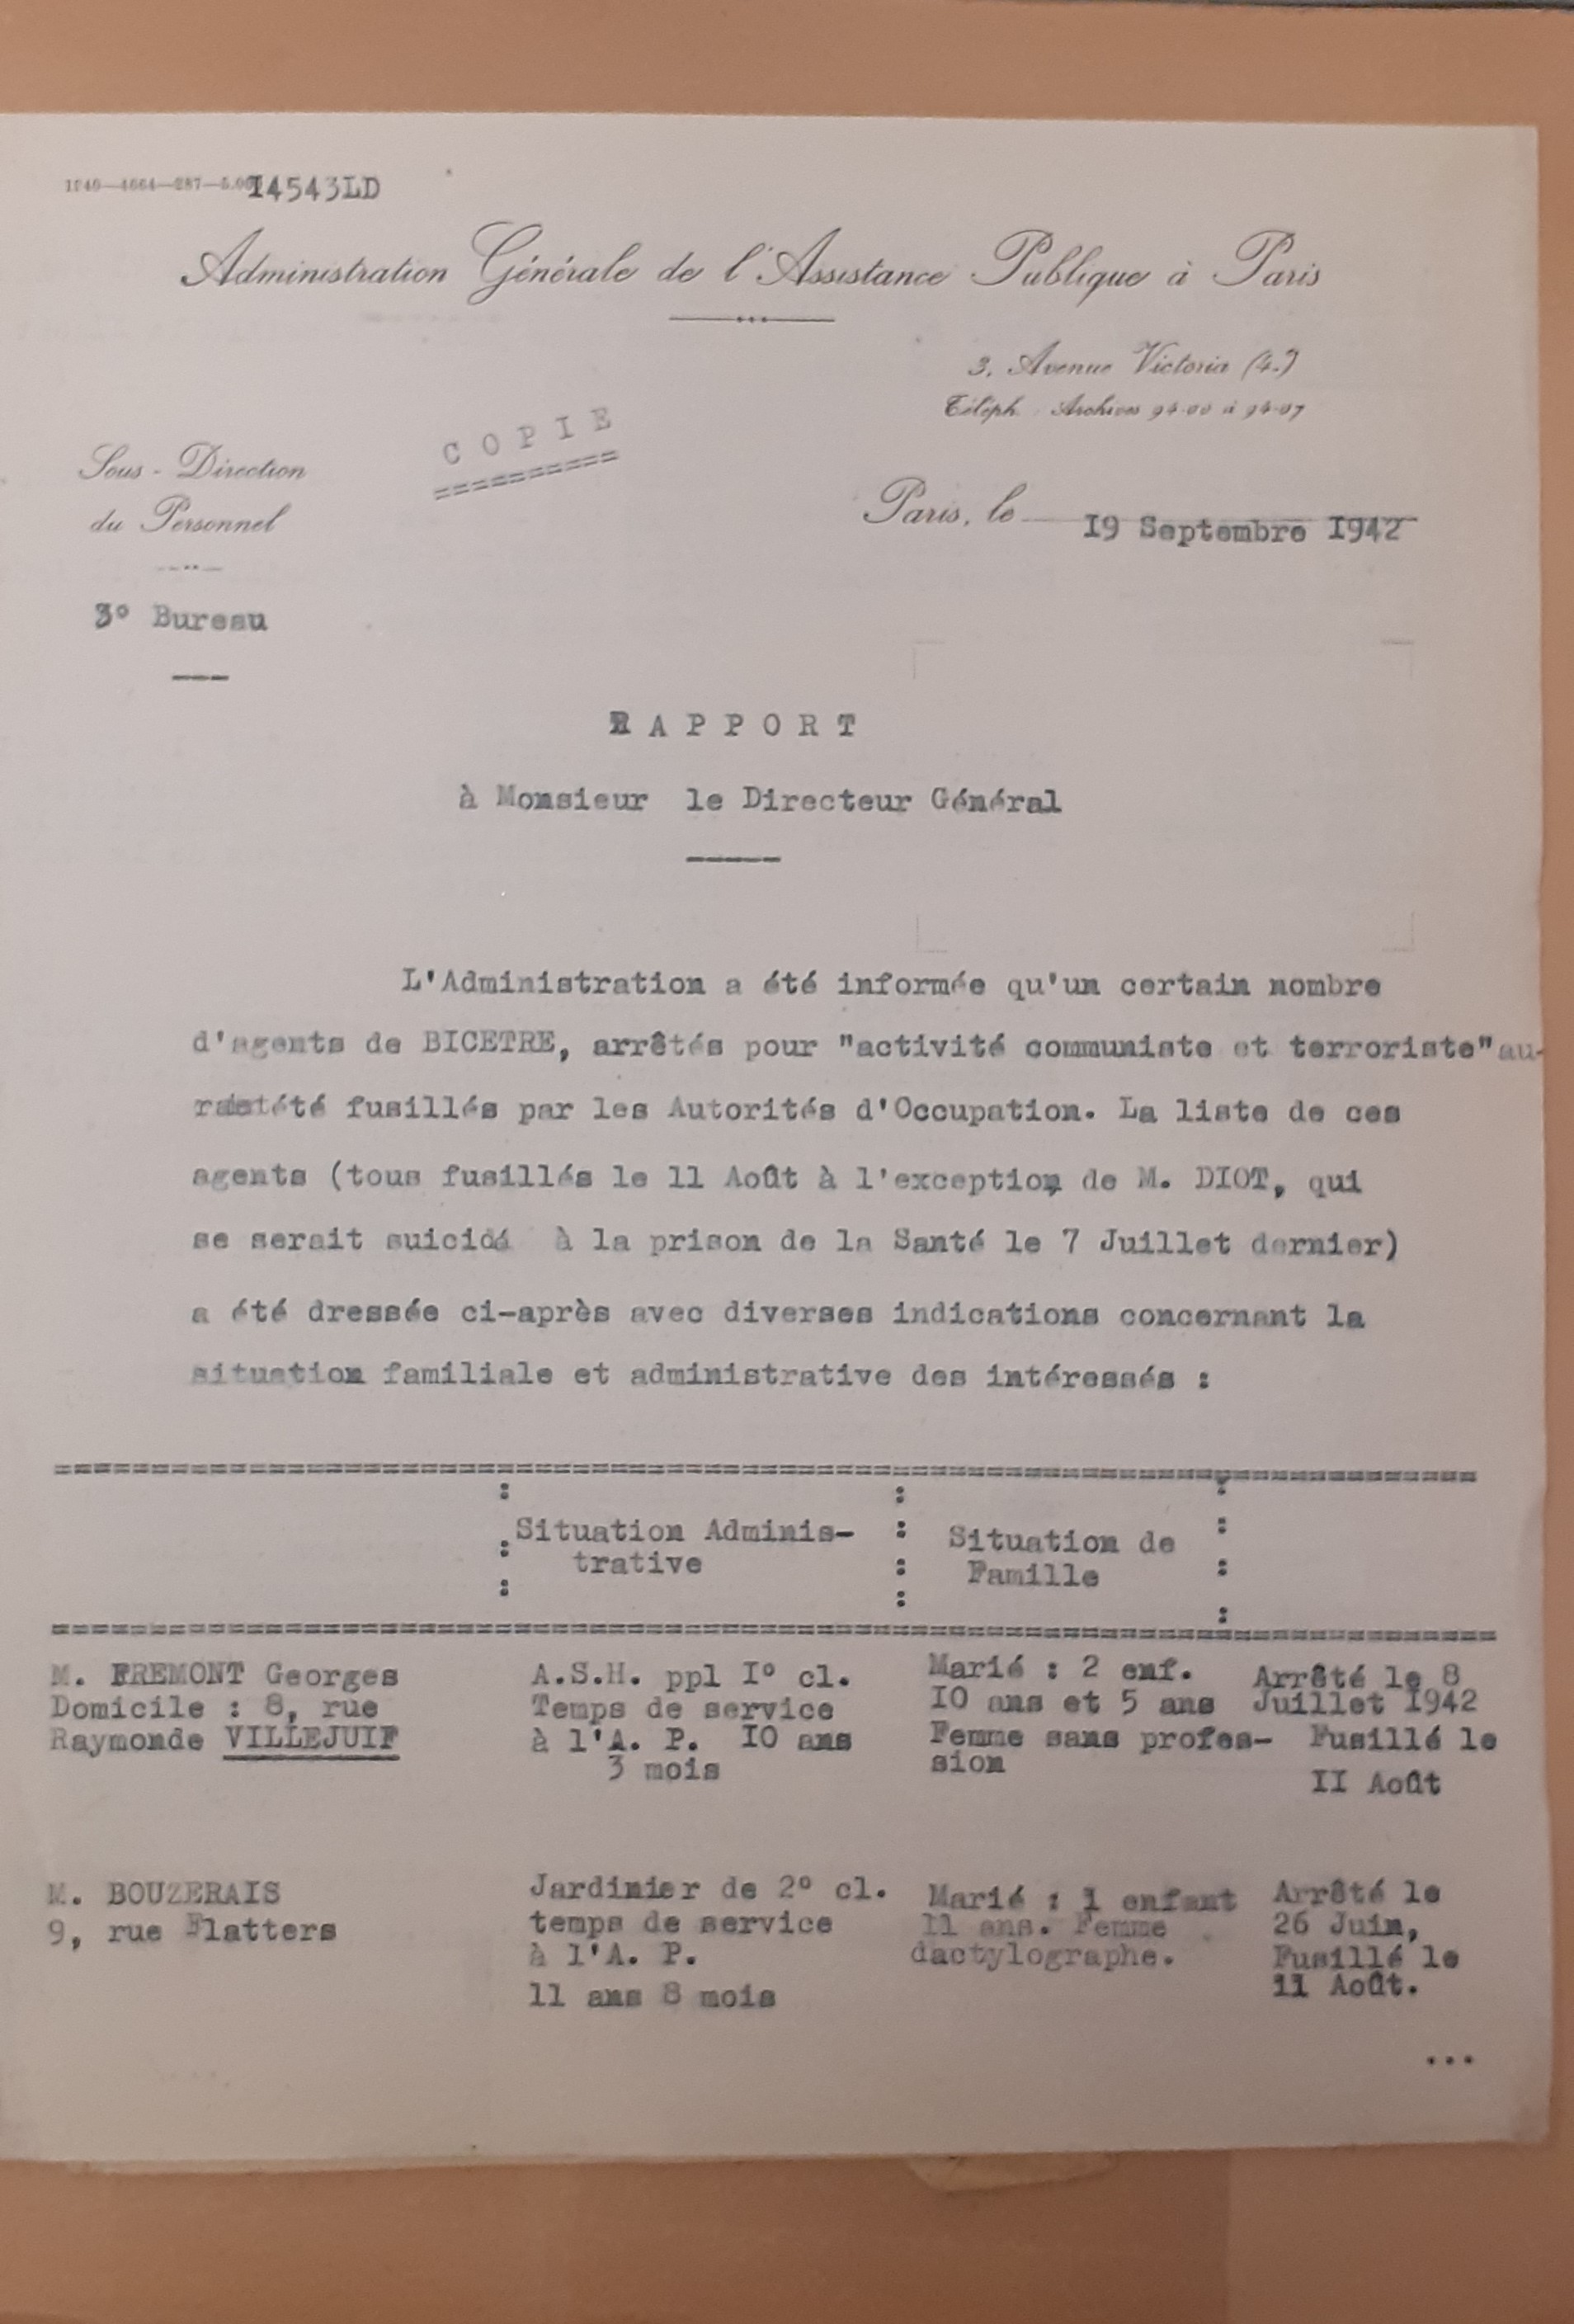 14543LD
Administration Générale de l'Assistance Publique à Paris
3, Avenue Victoria (4.)
Téléph. Archives 94-00 à 94-07
COPIE
==========
Sous-Direction
du Personnel
Paris, le 19 Septembre 1942
3° Bureau
RAPPORT
à Monsieur le Directeur Général
L'Administration a été informée qu'un certain nombre
d'agents de BICETRE, arrêtés pour "activité communiste et terroriste" au-
raient été fusillés par les Autorités d'Occupation. La liste de ces
agents (tous fusillés le 11 Août à l'exception de M. DIOT, qui
se serait suicidé à la prison de la Santé le 7 Juillet dernier)
a été dressée ci-après avec diverses indications concernant la
situation familiale et administrative des intéressés :
Situation Adminis-
trative
Situation de
Famille
M. FREMONT Georges
Domicile : 8, rue
Raymonde VILLEJUIF
A.S.H. ppl I° cl.
Temps de service
à l'A. P. IO ans
3 mois
Marié : 2 enf.
IO ans et 5 ans
Femme sans profes-
sion
Arrêté le 8
Juillet 1942
Fusillé le
II Août
M. BOUZERAIS
9, rue Flatters
Jardinier de 2° cl.
temps de service
à l'A. P.
11 ans 8 mois
Marié : 1 enfant
11 ans. Femme
dactylographe.
Arrêté le
26 Juin,
Fusillé le
11 Août.
...